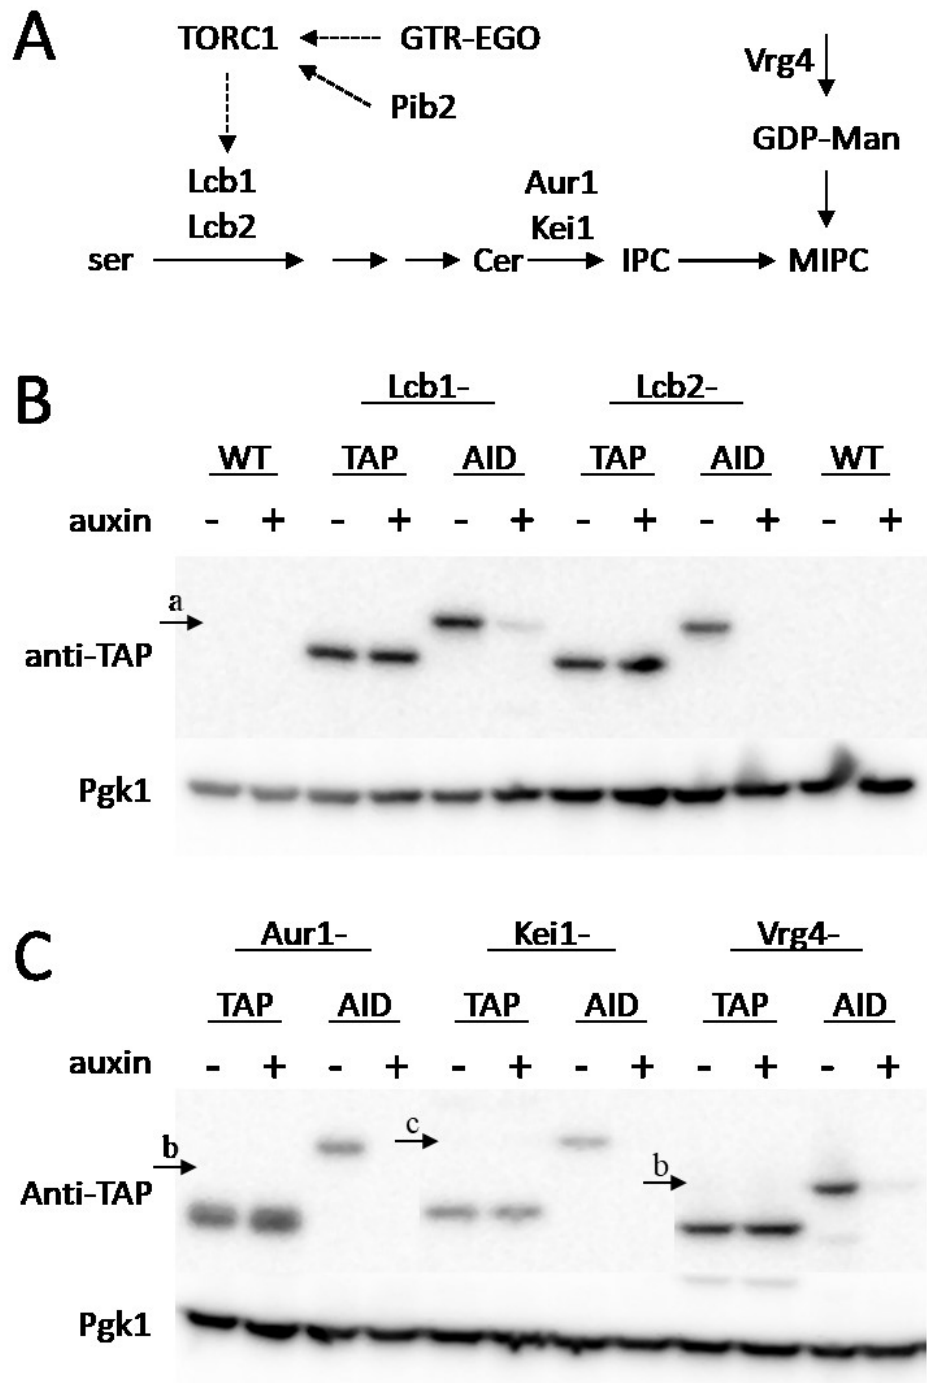 A
TORC1 GTR-EGO
Pib2
Vrg4
GDP-Man
Lcb1 Aur1
Lcb2 Kei1
ser Cer IPC MIPC
B
Lcb1- Lcb2-
WT TAP AID TAP AID WT
auxin - + - + - + - + - + - +
a
anti-TAP
Pgk1
C
Aur1- Kei1- Vrg4-
TAP AID TAP AID TAP AID
auxin - + - + - + - + - + - +
b c b
Anti-TAP
Pgk1